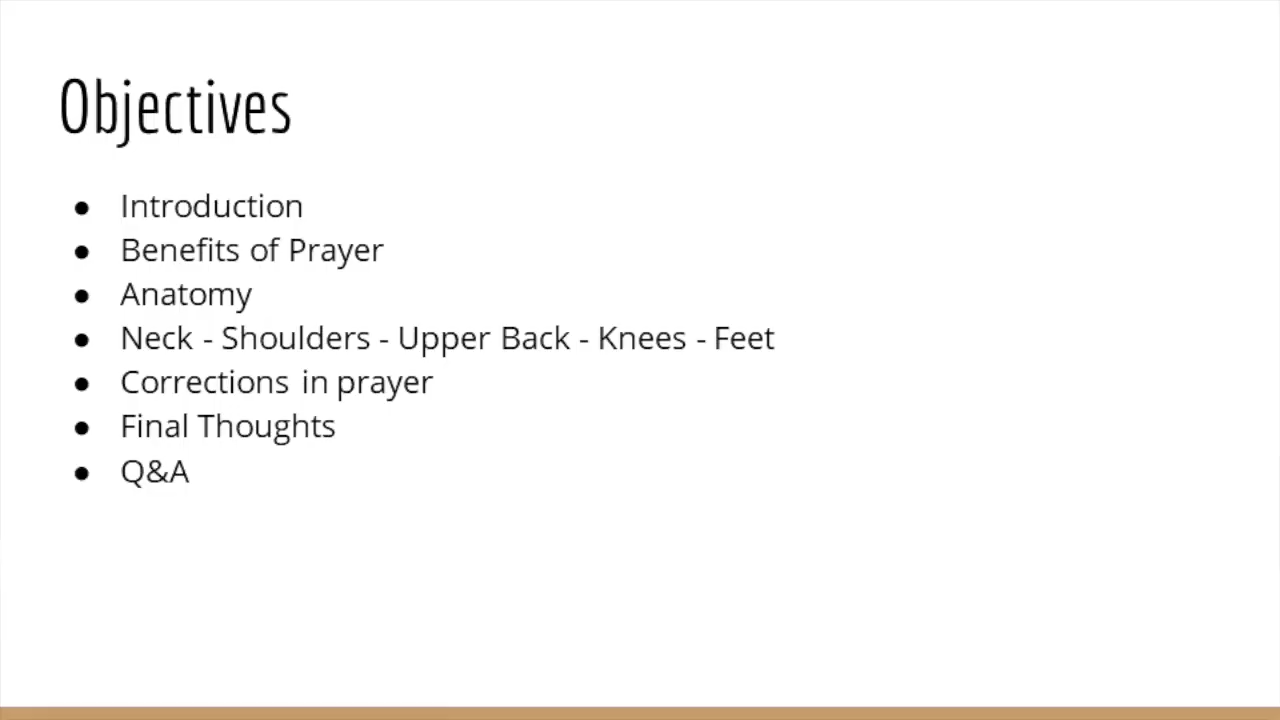 Objectives
● Introduction
● Benefits of Prayer
● Anatomy
● Neck - Shoulders - Upper Back - Knees - Feet
● Corrections in prayer
● Final Thoughts
● Q&A